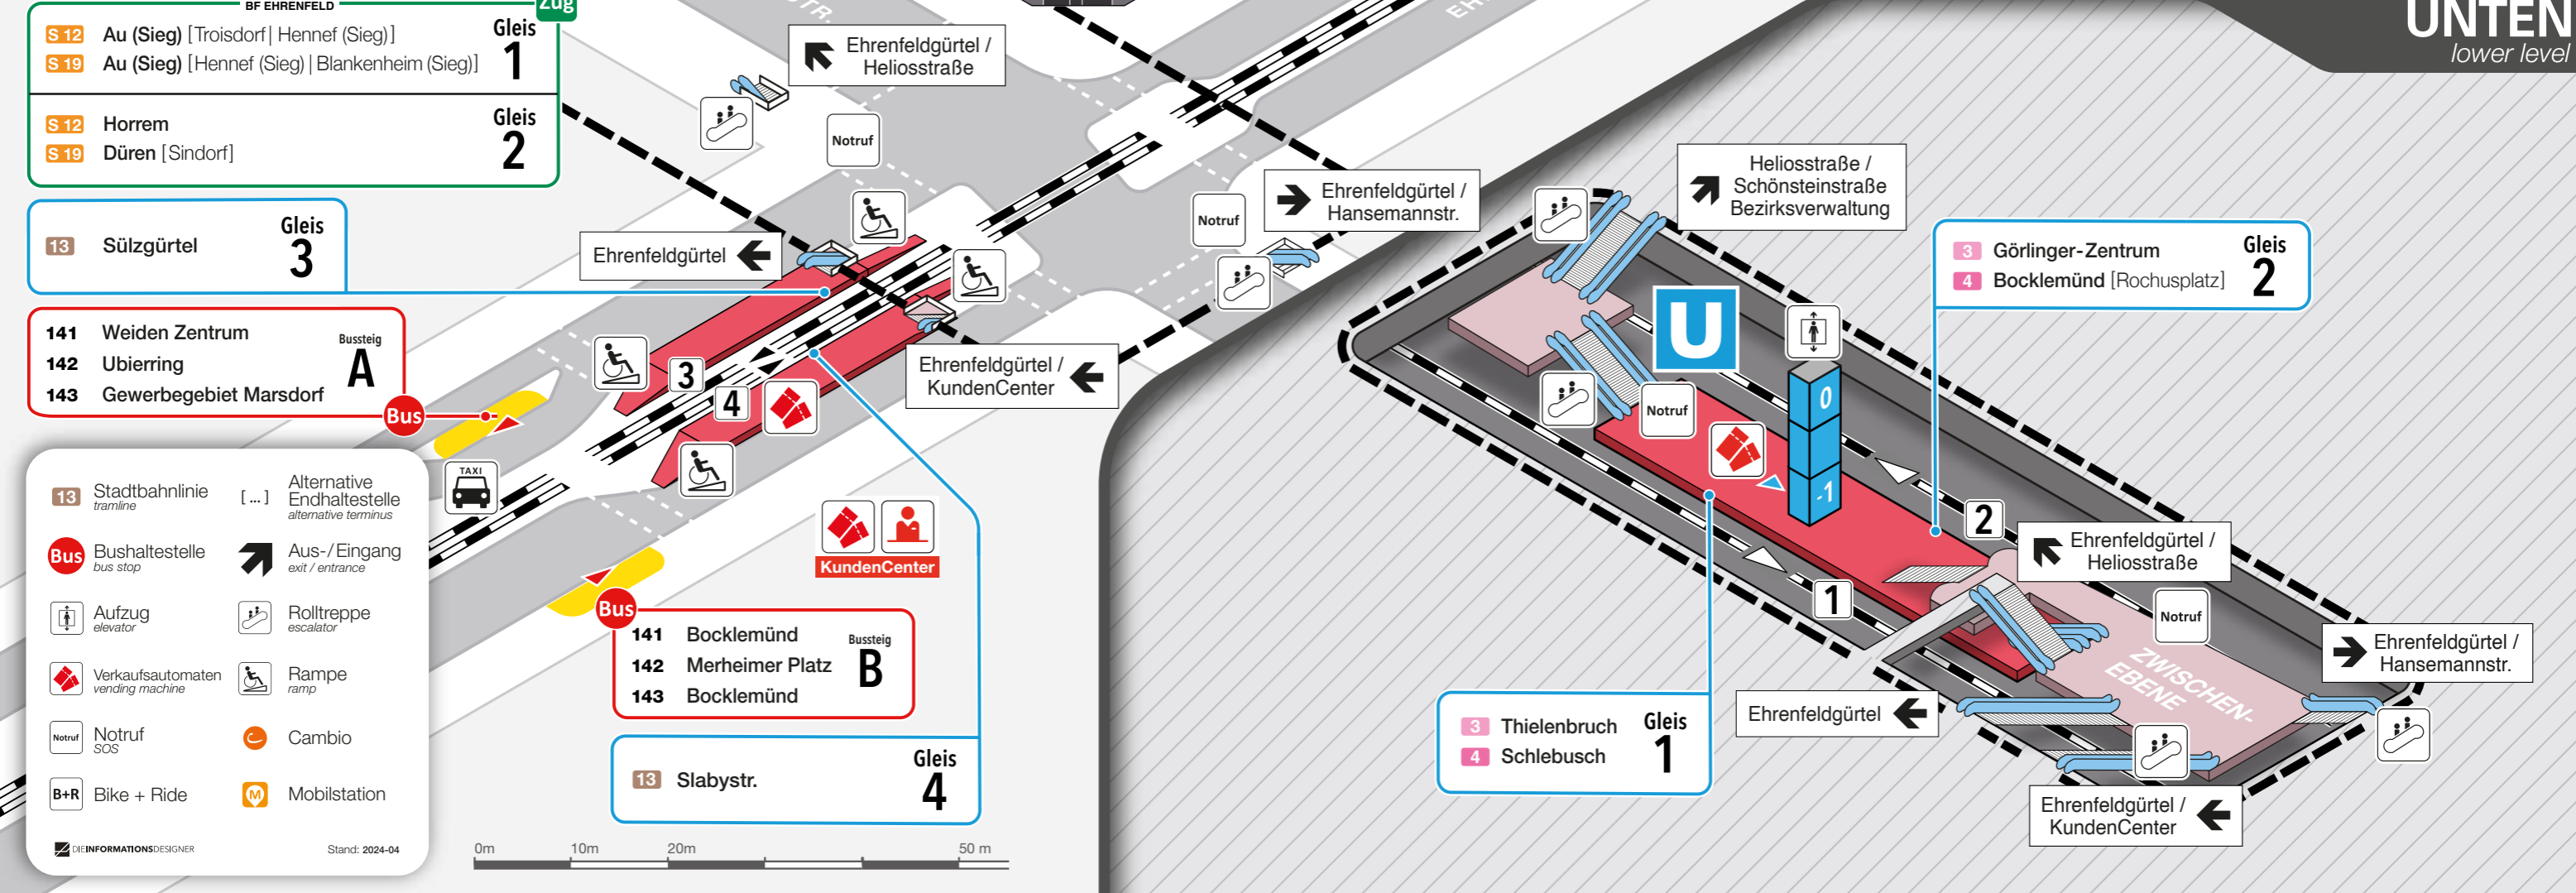 BF EHRENFELD
Zug
S 12 Au (Sieg) [Troisdorf | Hennef (Sieg)]
S 19 Au (Sieg) [Hennef (Sieg) | Blankenheim (Sieg)]
Gleis
1
S 12 Horrem
S 19 Düren [Sindorf]
Gleis
2
13 Sülzgürtel
Gleis
3
141 Weiden Zentrum
142 Ubierring
143 Gewerbegebiet Marsdorf
Bussteig
A
Bus
13 Stadtbahnlinie
tramline
[ ... ] Alternative
Endhaltestelle
alternative terminus
Bus Bushaltestelle
bus stop
Aus-/Eingang
exit / entrance
Aufzug
elevator
Rolltreppe
escalator
Verkaufsautomaten
vending machine
Rampe
ramp
Notruf Notruf
SOS
Cambio
B+R Bike + Ride
M Mobilstation
DIEINFORMATIONSDESIGNER
Stand: 2024-04
TR.
Ehrenfeldgürtel /
Heliosstraße
Notruf
Ehrenfeldgürtel
Notruf
Ehrenfeldgürtel /
Hansemannstr.
Ehrenfeldgürtel /
KundenCenter
3
4
TAXI
KundenCenter
Bus
141 Bocklemünd
142 Merheimer Platz
143 Bocklemünd
Bussteig
B
13 Slabystr.
Gleis
4
0m 10m 20m 50 m
UNTEN
lower level
Heliosstraße /
Schönsteinstraße
Bezirksverwaltung
3 Görlinger-Zentrum
4 Bocklemünd [Rochusplatz]
Gleis
2
U
Notruf
0
-1
2
1
Ehrenfeldgürtel /
Heliosstraße
Notruf
ZWISCHEN-
EBENE
Ehrenfeldgürtel /
Hansemannstr.
Ehrenfeldgürtel
3 Thielenbruch
4 Schlebusch
Gleis
1
Ehrenfeldgürtel /
KundenCenter